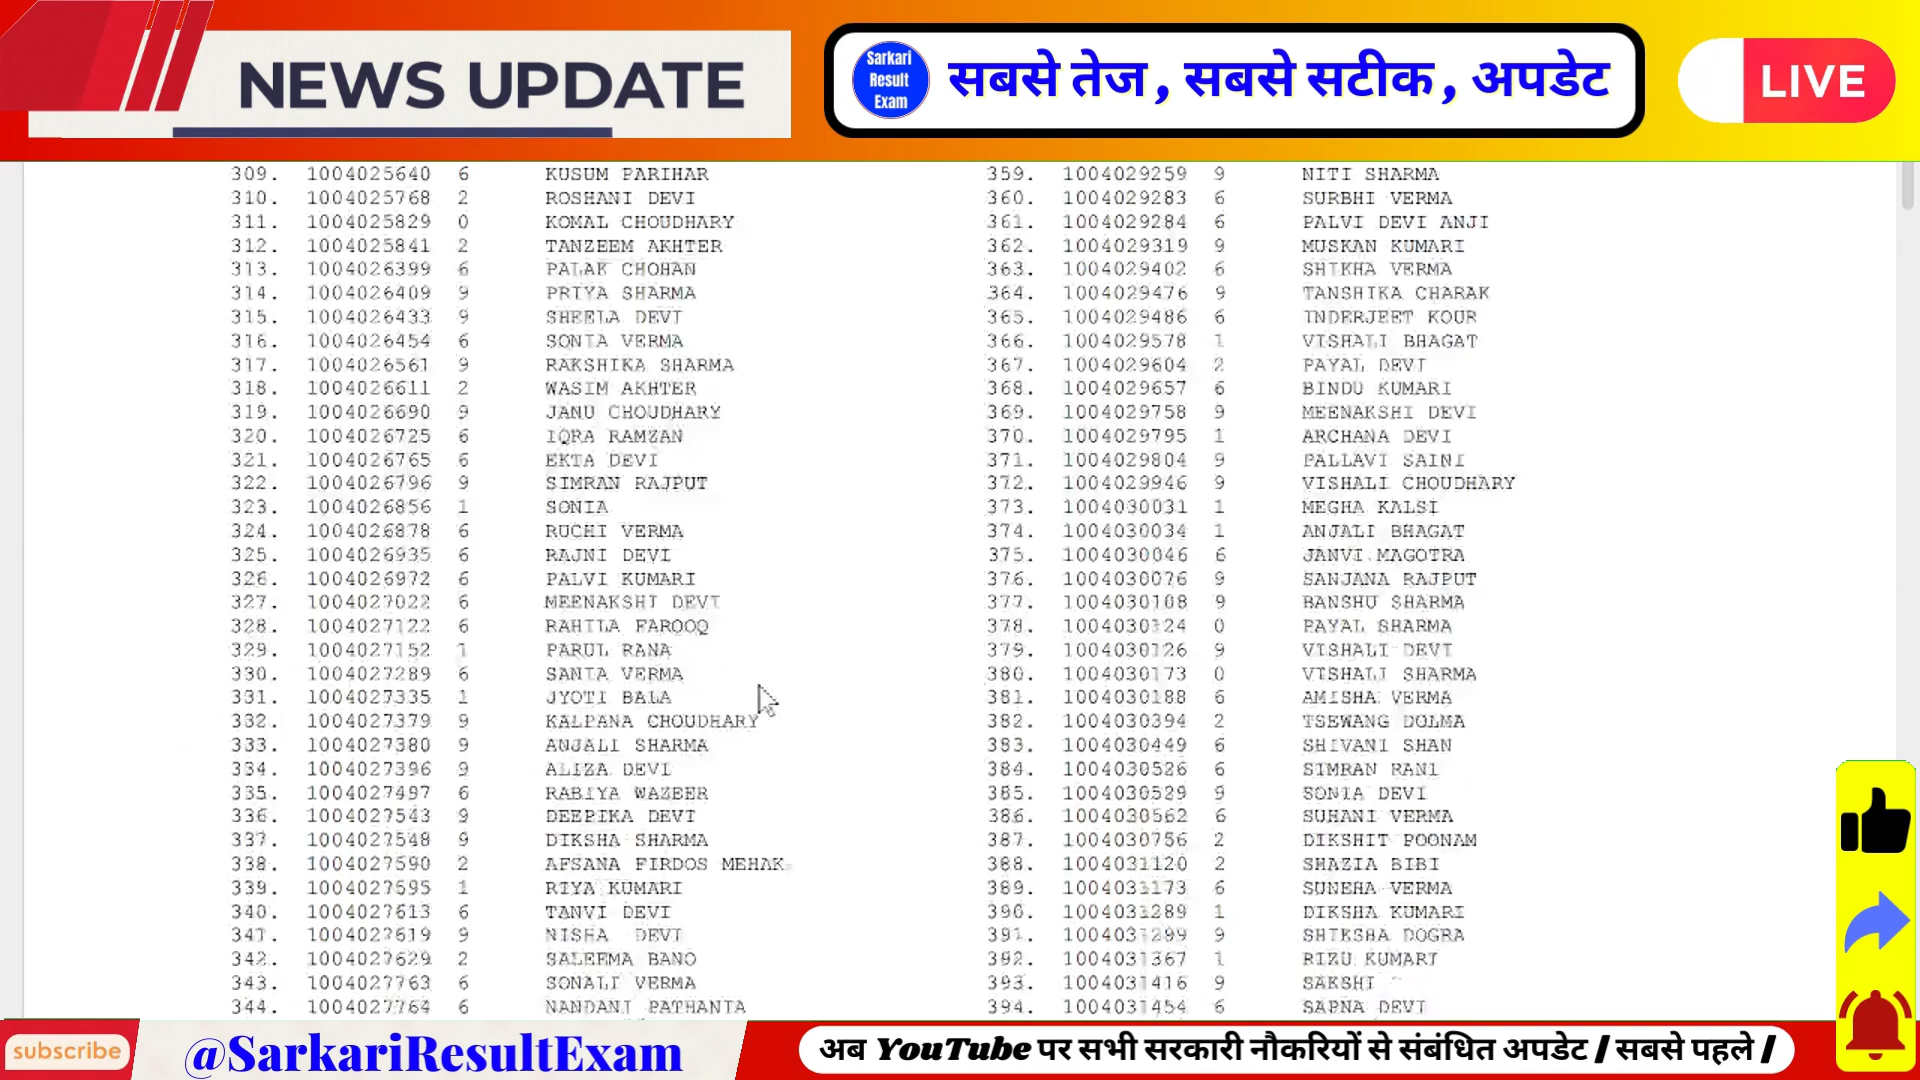 NEWS UPDATE
Sarkari
Result
Exam
सबसे तेज, सबसे सटीक, अपडेट
LIVE
309. 1004025640 6 KUSUM PARIHAR
310. 1004025768 2 ROSHANI DEVI
311. 1004025829 0 KOMAL CHOUDHARY
312. 1004025841 2 TANZEEM AKHTER
313. 1004026399 6 PALAK CHOHAN
314. 1004026409 9 PRIYA SHARMA
315. 1004026433 9 SHEELA DEVI
316. 1004026454 6 SONIA VERMA
317. 1004026561 9 RAKSHIKA SHARMA
318. 1004026611 2 WASIM AKHTER
319. 1004026690 9 JANU CHOUDHARY
320. 1004026725 6 IQRA RAMZAN
321. 1004026765 6 EKTA DEVI
322. 1004026796 9 SIMRAN RAJPUT
323. 1004026856 1 SONIA
324. 1004026878 6 RUCHI VERMA
325. 1004026935 6 RAJNI DEVI
326. 1004026972 6 PALVI KUMARI
327. 1004027022 6 MEENAKSHI DEVI
328. 1004027122 6 RAHILA FAROOQ
329. 1004027152 1 PARUL RANA
330. 1004027289 6 SANIA VERMA
331. 1004027335 1 JYOTI BALA
332. 1004027379 9 KALPANA CHOUDHARY
333. 1004027380 9 ANJALI SHARMA
334. 1004027396 9 ALIZA DEVI
335. 1004027497 6 RABIYA WAZEER
336. 1004027543 9 DEEPIKA DEVI
337. 1004027548 9 DIKSHA SHARMA
338. 1004027590 2 AFSANA FIRDOS MEHAK
339. 1004027595 1 RIYA KUMARI
340. 1004027613 6 TANVI DEVI
341. 1004027619 9 NISHA DEVI
342. 1004027629 2 SALEEMA BANO
343. 1004027763 6 SONALI VERMA
344. 1004027764 6 NANDANI PATHANIA
359. 1004029259 9 NITI SHARMA
360. 1004029283 6 SURBHI VERMA
361. 1004029284 6 PALVI DEVI ANJI
362. 1004029319 9 MUSKAN KUMARI
363. 1004029402 6 SHIKHA VERMA
364. 1004029476 9 TANSHIKA CHARAK
365. 1004029486 6 INDERJEET KOUR
366. 1004029578 1 VISHALI BHAGAT
367. 1004029604 2 PAYAL DEVI
368. 1004029657 6 BINDU KUMARI
369. 1004029758 9 MEENAKSHI DEVI
370. 1004029795 1 ARCHANA DEVI
371. 1004029804 9 PALLAVI SAINI
372. 1004029946 9 VISHALI CHOUDHARY
373. 1004030031 1 MEGHA KALSI
374. 1004030034 1 ANJALI BHAGAT
375. 1004030046 6 JANVI MAGOTRA
376. 1004030076 9 SANJANA RAJPUT
377. 1004030108 9 BANSHU SHARMA
378. 1004030124 0 PAYAL SHARMA
379. 1004030126 9 VISHALI DEVI
380. 1004030173 0 VISHALI SHARMA
381. 1004030188 6 AMISHA VERMA
382. 1004030394 2 TSEWANG DOLMA
383. 1004030449 6 SHIVANI SHAN
384. 1004030526 6 SIMRAN RANI
385. 1004030529 9 SONIA DEVI
386. 1004030562 6 SUHANI VERMA
387. 1004030756 2 DIKSHIT POONAM
388. 1004031120 2 SHAZIA BIBI
389. 1004031173 6 SUNEHA VERMA
390. 1004031289 1 DIKSHA KUMARI
391. 1004031299 9 SHIKSHA DOGRA
392. 1004031367 1 RIZU KUMARI
393. 1004031416 9 SAKSHI
394. 1004031454 6 SAPNA DEVI
subscribe
@SarkariResultExam
अब YouTube पर सभी सरकारी नौकरियों से संबंधित अपडेट / सबसे पहले /